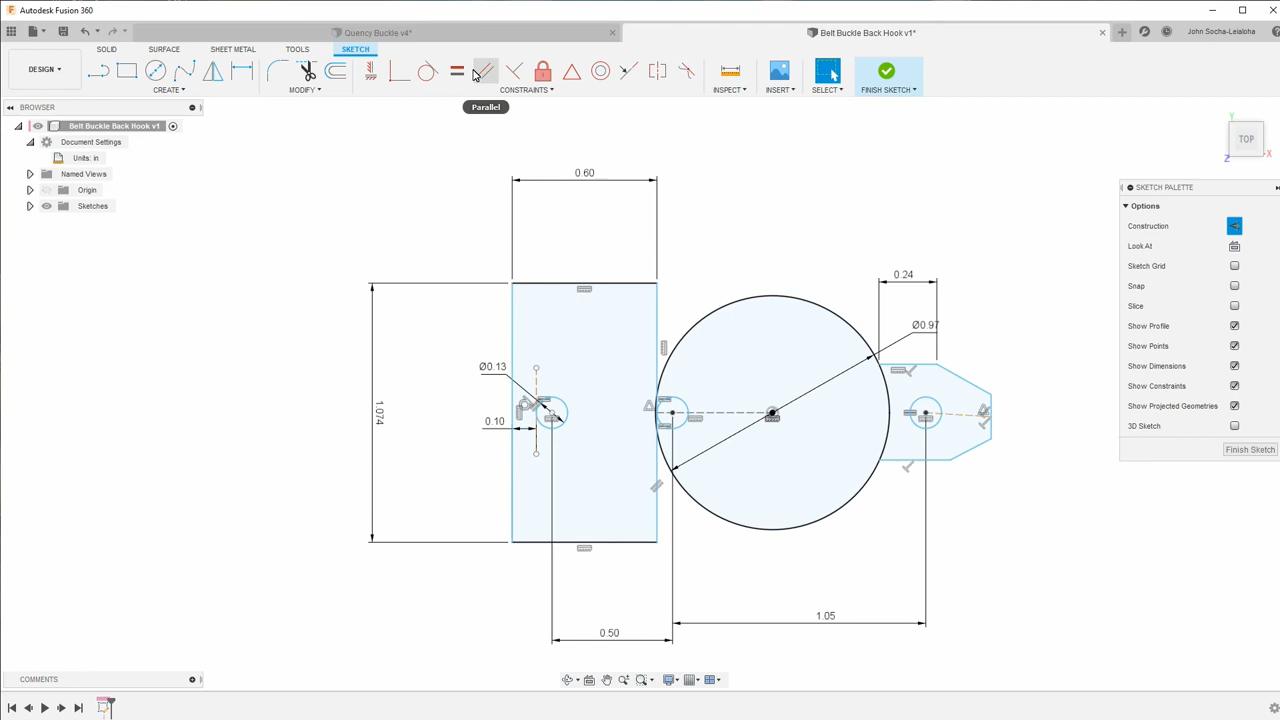 Autodesk Fusion 360
Quency Buckle v4*
Belt Buckle Back Hook v1*
John Socha-Leialoha
DESIGN
SOLID
SURFACE
SHEET METAL
TOOLS
SKETCH
CREATE
MODIFY
CONSTRAINTS
INSPECT
INSERT
SELECT
FINISH SKETCH
Parallel
BROWSER
Belt Buckle Back Hook v1
Document Settings
Units: in
Named Views
Origin
Sketches
TOP
Y
X
Z
SKETCH PALETTE
Options
Construction
Look At
Sketch Grid
Snap
Slice
Show Profile
Show Points
Show Dimensions
Show Constraints
Show Projected Geometries
3D Sketch
Finish Sketch
0.60
0.24
Ø0.97
Ø0.13
1.074
0.10
1.05
0.50
COMMENTS